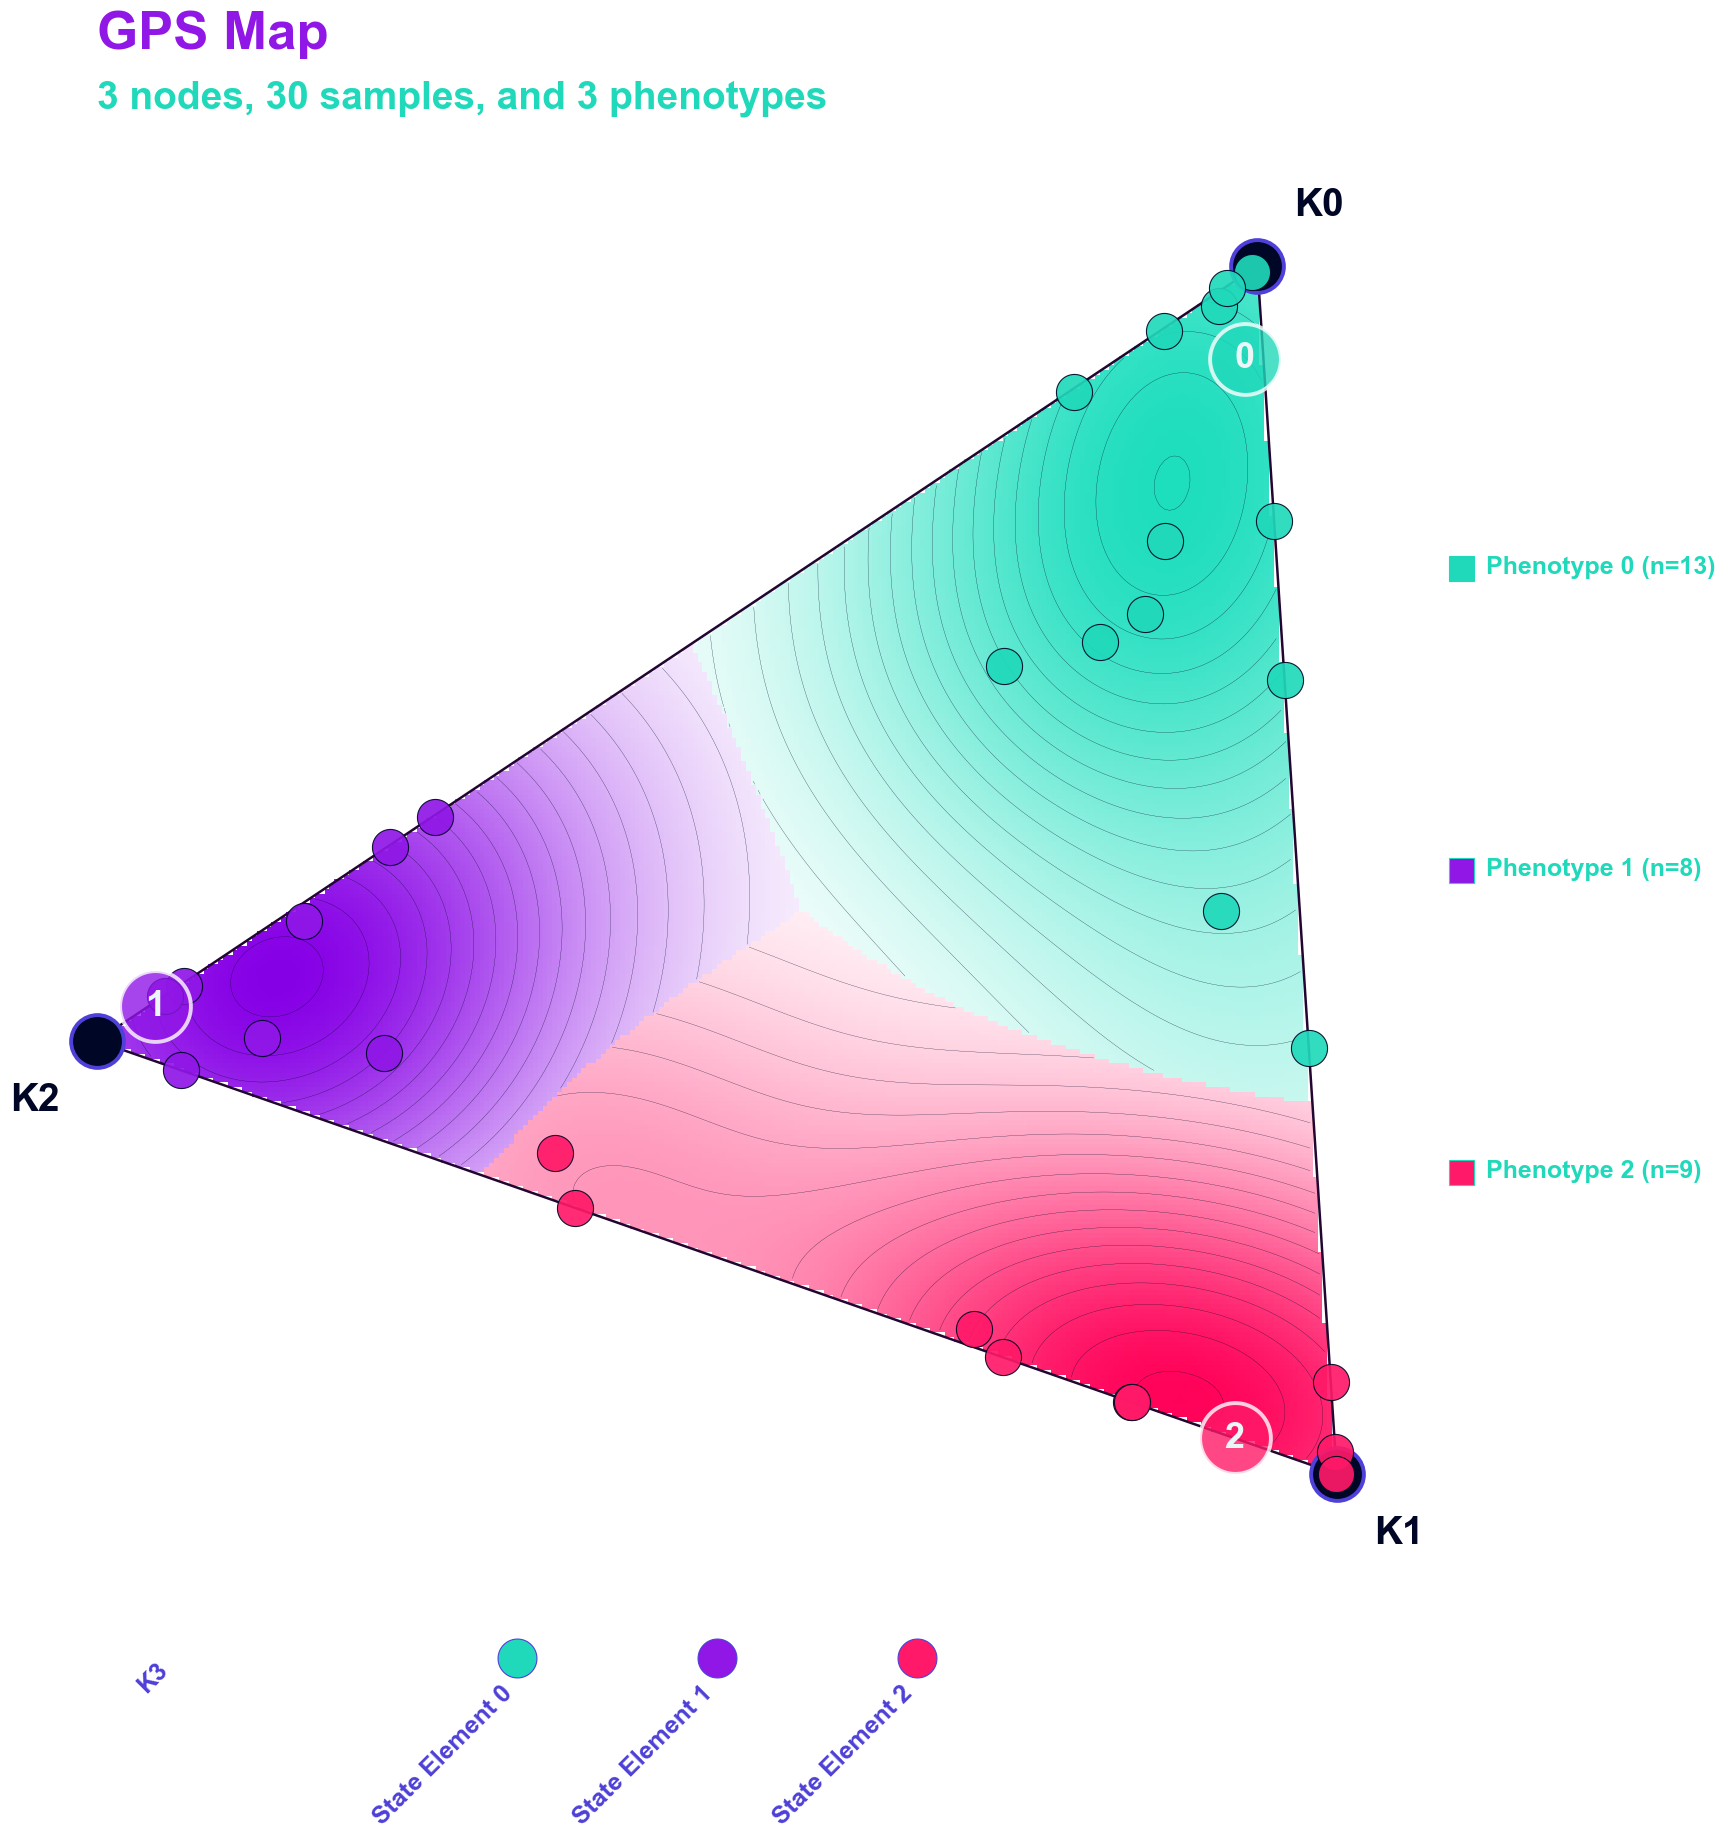 GPS Map
3 nodes, 30 samples, and 3 phenotypes
K0
0
Phenotype 0 (n=13)
Phenotype 1 (n=8)
1
K2
Phenotype 2 (n=9)
2
K1
K3
State Element 0
State Element 1
State Element 2